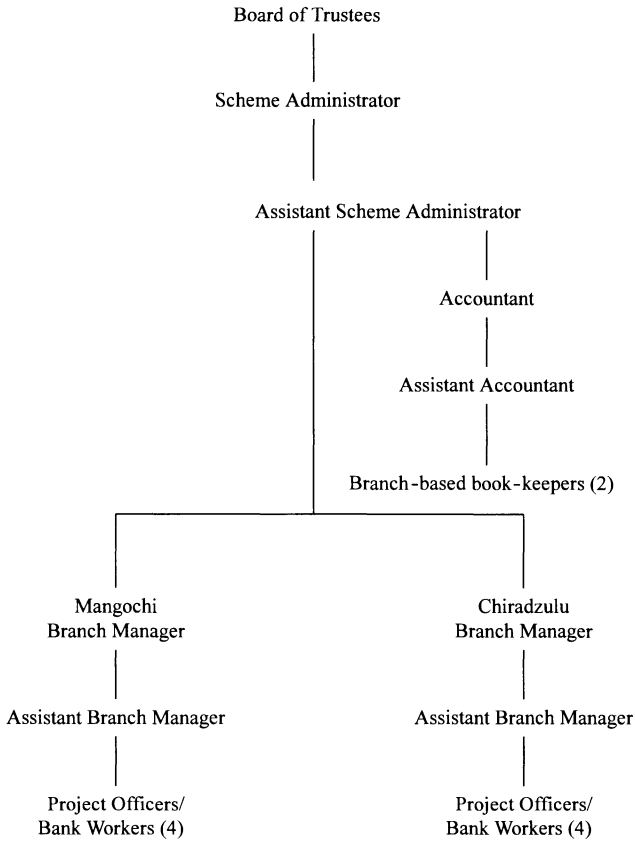 Board of Trustees
Scheme Administrator
Assistant Scheme Administrator
Accountant
Assistant Accountant
Branch-based book-keepers (2)
Mangochi
Branch Manager
Chiradzulu
Branch Manager
Assistant Branch Manager
Assistant Branch Manager
Project Officers/
Bank Workers (4)
Project Officers/
Bank Workers (4)